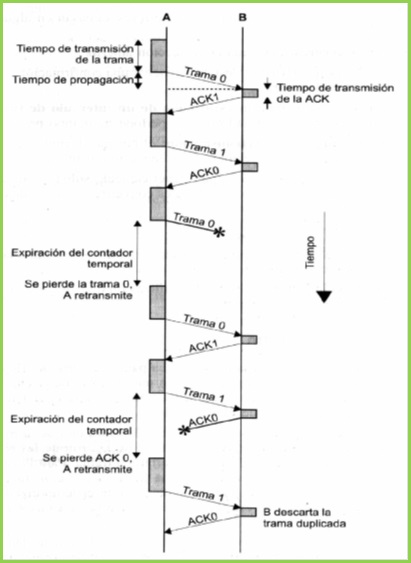 A
B
Tiempo de transmisión
de la trama
Tiempo de propagación
Trama 0
Tiempo de transmisión
de la ACK
ACK1
Trama 1
ACK0
Trama 0
Expiración del contador
temporal
Tiempo
Se pierde la trama 0,
A retransmite
Trama 0
ACK1
Trama 1
ACK0
Expiración del contador
temporal
Se pierde ACK 0,
A retransmite
Trama 1
B descarta la
trama duplicada
ACK0